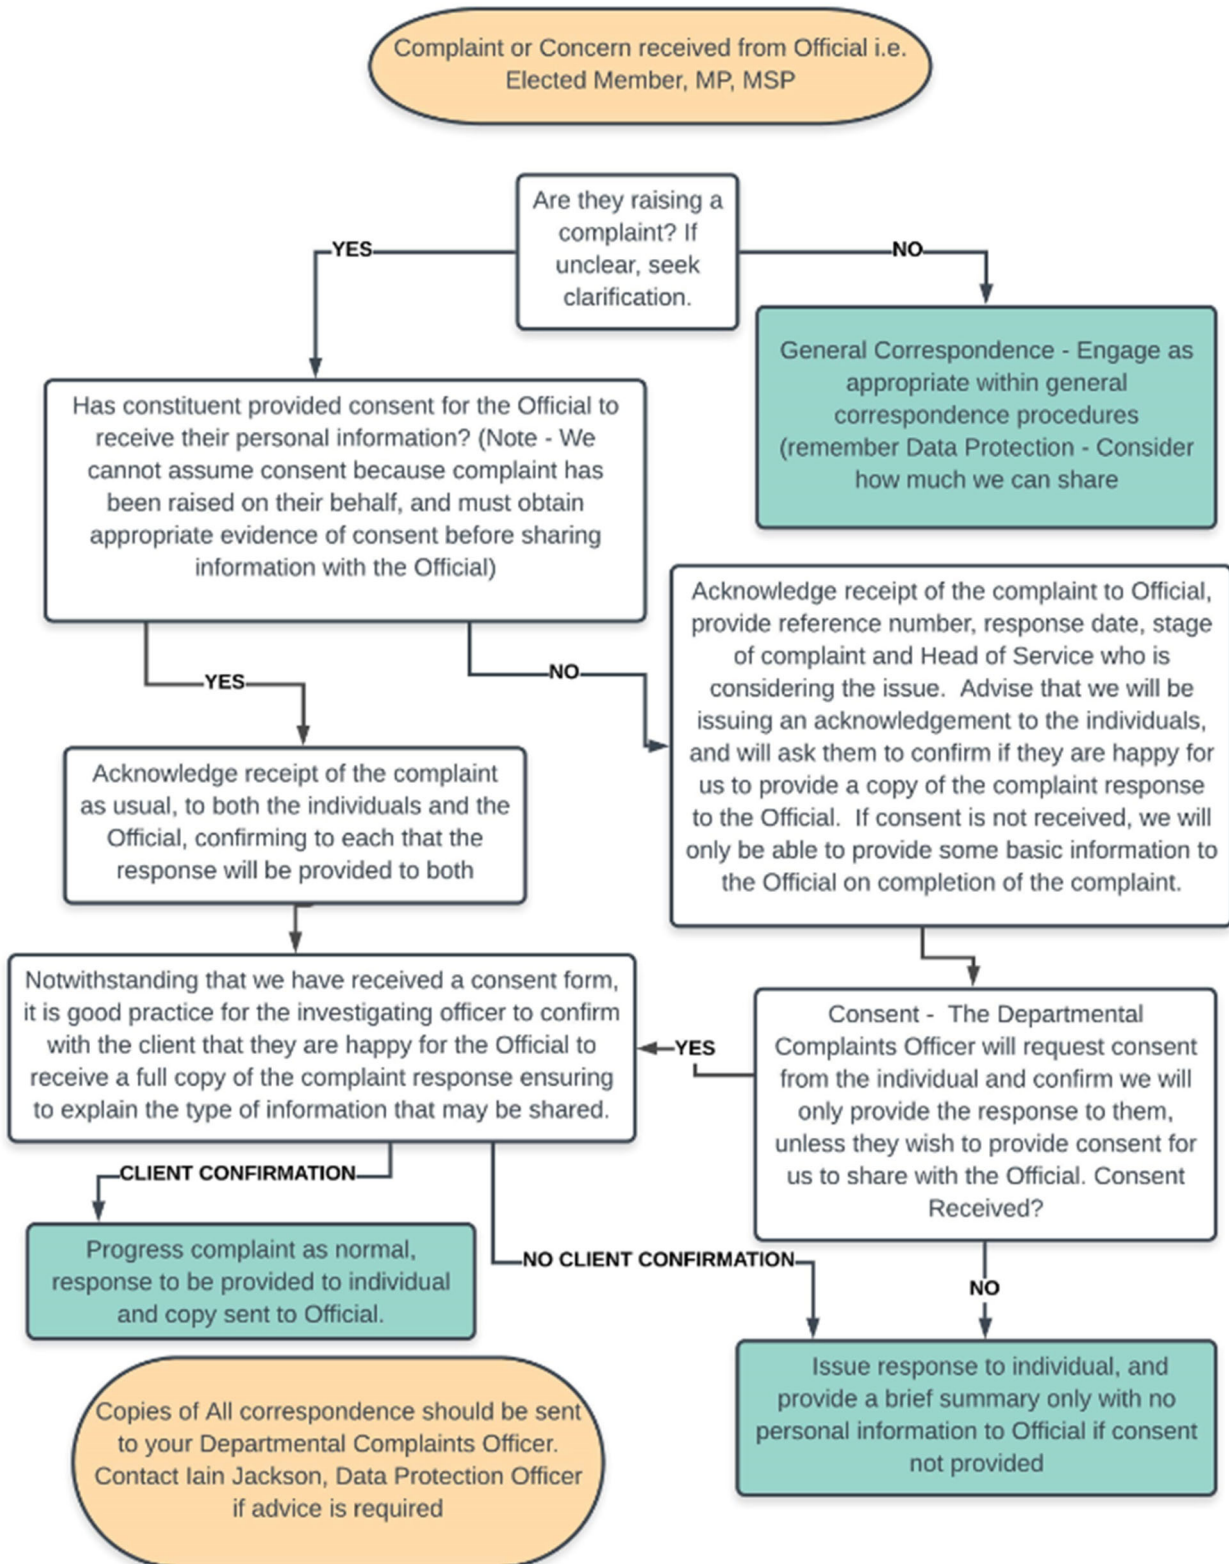 Complaint or Concern received from Official i.e.
Elected Member, MP, MSP
Are they raising a
complaint? If
unclear, seek
clarification.
YES
NO
General Correspondence - Engage as
appropriate within general
correspondence procedures
(remember Data Protection - Consider
how much we can share
Has constituent provided consent for the Official to
receive their personal information? (Note - We
cannot assume consent because complaint has
been raised on their behalf, and must obtain
appropriate evidence of consent before sharing
information with the Official)
YES
NO
Acknowledge receipt of the complaint to Official,
provide reference number, response date, stage
of complaint and Head of Service who is
considering the issue.  Advise that we will be
issuing an acknowledgement to the individuals,
and will ask them to confirm if they are happy for
us to provide a copy of the complaint response
to the Official.  If consent is not received, we will
only be able to provide some basic information to
the Official on completion of the complaint.
Acknowledge receipt of the complaint
as usual, to both the individuals and the
Official, confirming to each that the
response will be provided to both
Notwithstanding that we have received a consent form,
it is good practice for the investigating officer to confirm
with the client that they are happy for the Official to
receive a full copy of the complaint response ensuring
to explain the type of information that may be shared.
YES
Consent -  The Departmental
Complaints Officer will request consent
from the individual and confirm we will
only provide the response to them,
unless they wish to provide consent for
us to share with the Official. Consent
Received?
CLIENT CONFIRMATION
NO CLIENT CONFIRMATION
NO
Progress complaint as normal,
response to be provided to individual
and copy sent to Official.
Issue response to individual, and
provide a brief summary only with no
personal information to Official if consent
not provided
Copies of All correspondence should be sent
to your Departmental Complaints Officer.
Contact Iain Jackson, Data Protection Officer
if advice is required